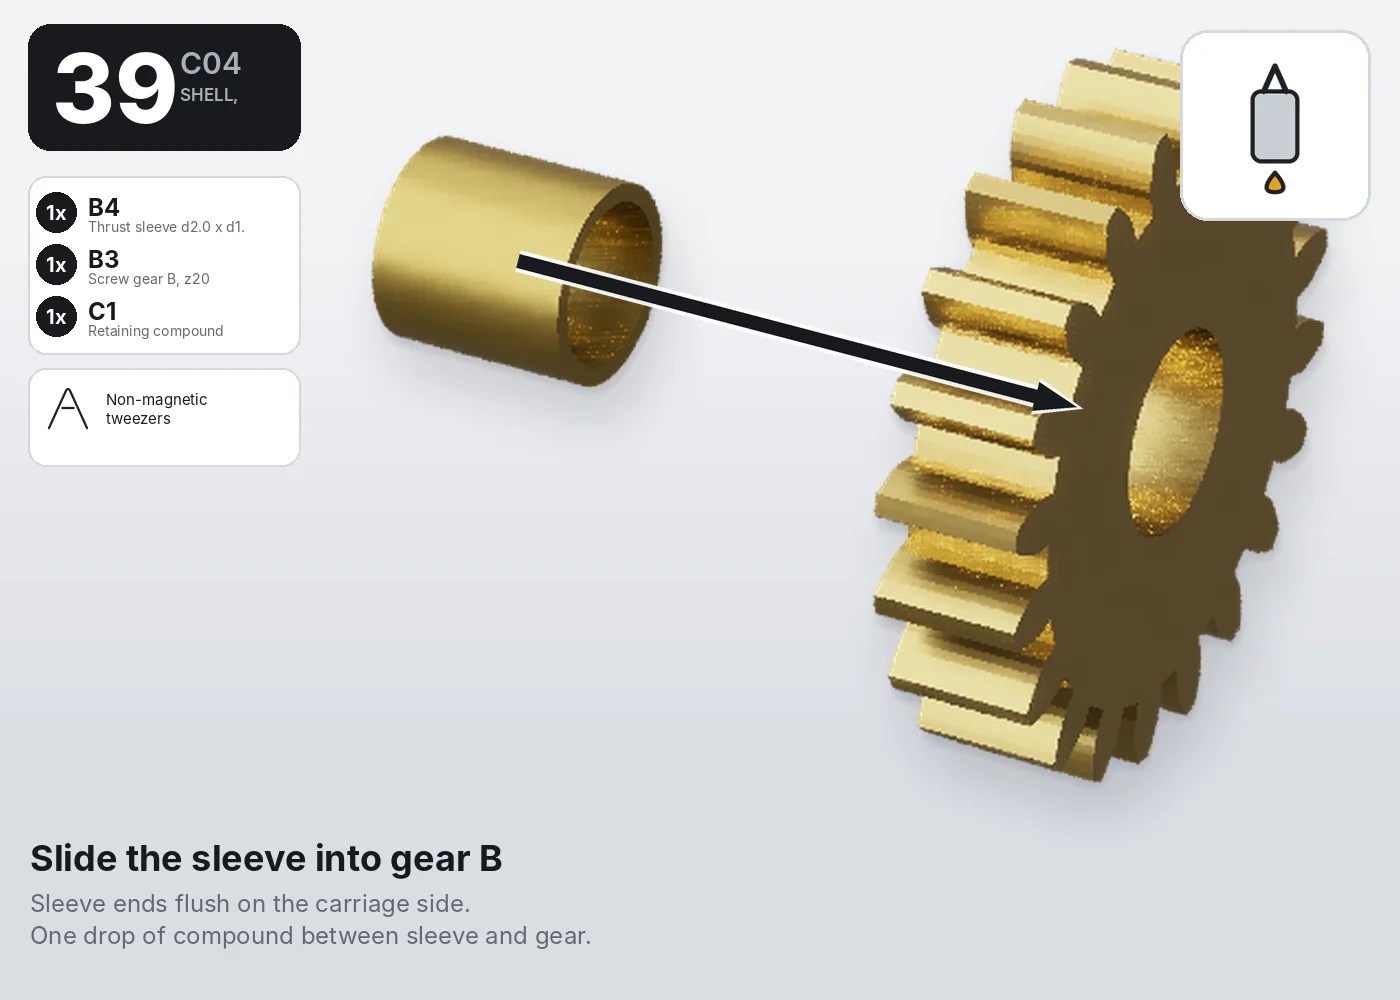 39
C04
SHELL,
1x
B4
Thrust sleeve d2.0 x d1.
1x
B3
Screw gear B, z20
1x
C1
Retaining compound
Non-magnetic
tweezers
Slide the sleeve into gear B
Sleeve ends flush on the carriage side.
One drop of compound between sleeve and gear.